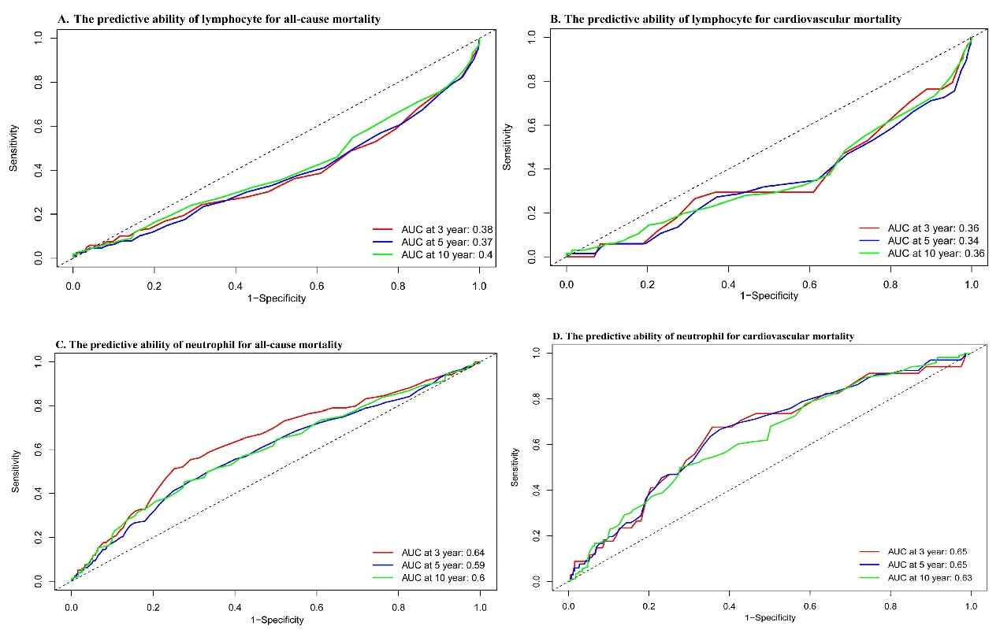 A. The predictive ability of lymphocyte for all-cause mortality
Sensitivity
1.0
0.8
0.6
0.4
0.2
0.0
AUC at 3 year: 0.38
AUC at 5 year: 0.37
AUC at 10 year: 0.4
0.0 0.2 0.4 0.6 0.8 1.0
1−Specificity
B. The predictive ability of lymphocyte for cardiovascular mortality
Sensitivity
1.0
0.8
0.6
0.4
0.2
0.0
AUC at 3 year: 0.36
AUC at 5 year: 0.34
AUC at 10 year: 0.36
0.0 0.2 0.4 0.6 0.8 1.0
1−Specificity
C. The predictive ability of neutrophil for all-cause mortality
Sensitivity
1.0
0.8
0.6
0.4
0.2
0.0
AUC at 3 year: 0.64
AUC at 5 year: 0.59
AUC at 10 year: 0.6
0.0 0.2 0.4 0.6 0.8 1.0
1−Specificity
D. The predictive ability of neutrophil for cardiovascular mortality
Sensitivity
1.0
0.8
0.6
0.4
0.2
0.0
AUC at 3 year: 0.65
AUC at 5 year: 0.65
AUC at 10 year: 0.63
0.0 0.2 0.4 0.6 0.8 1.0
1−Specificity